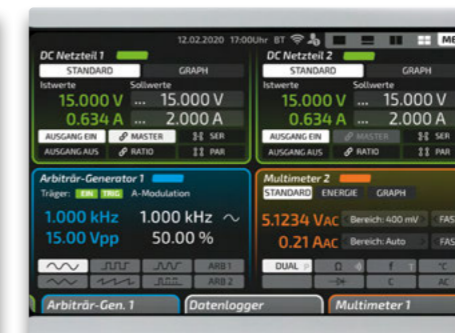 12.02.2020 17:00Uhr BT
DC Netzteil 1
STANDARD GRAPH
Istwerte Sollwerte
15.000 V ... 15.000 V
0.634 A ... 2.000 A
AUSGANG EIN MASTER SER
AUSGANG AUS RATIO PAR
DC Netzteil 2
STANDARD GRAPH
Istwerte Sollwerte
15.000 V ... 15.000 V
0.634 A ... 2.000 A
AUSGANG EIN MASTER SER
AUSGANG AUS RATIO PAR
Arbiträr-Generator 1
Träger: EIN TRIG A-Modulation
1.000 kHz 1.000 kHz
15.00 Vpp 50.00 %
ARB 1
ARB 2
Multimeter 2
STANDARD ENERGIE GRAPH
5.1234 VAC Bereich: 400 mV
0.21 AAC Bereich: Auto
DUAL P Ω f T °C
C AC
Arbiträr-Gen. 1 Datenlogger Multimeter 1